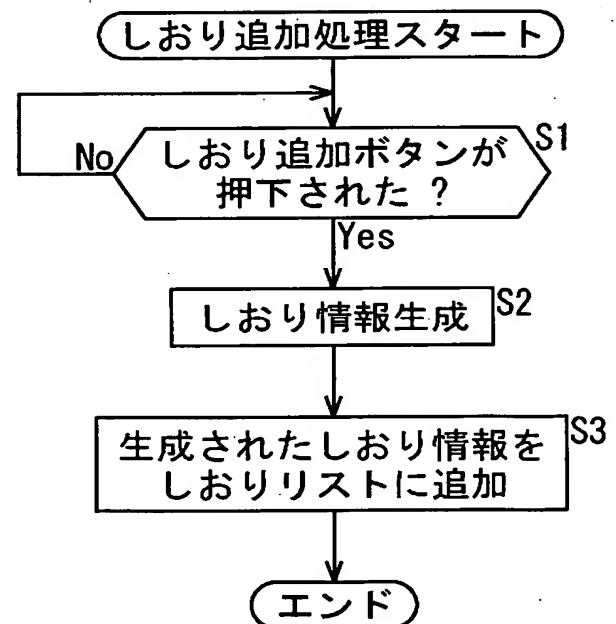 しおり追加処理スタート
No
しおり追加ボタンが
押下された ?
S1
Yes
しおり情報生成
S2
生成されたしおり情報を
しおりリストに追加
S3
エンド